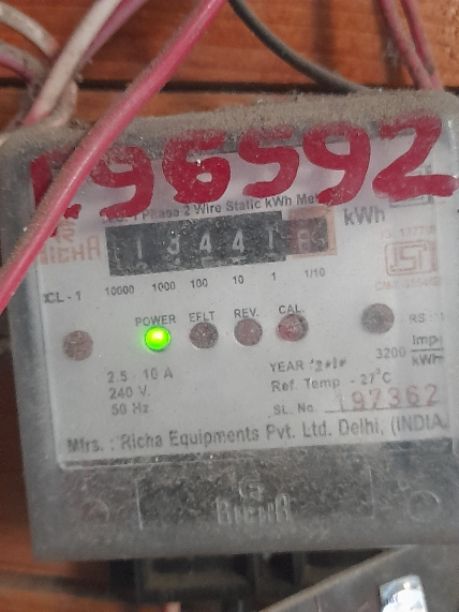 E96592
1 Phase 2 Wire Static kWh Me
RICHA
13441
kWh
CL - 1
10000 1000 100 10 1 1/10
POWER EFLT REV. CAL.
3200 Imp/kWh
2.5 - 10 A
240 V.
50 Hz
YEAR
Ref. Temp - 27°C
SL. No. 197362
Mfrs. : Richa Equipments Pvt. Ltd. Delhi, (INDIA
RICHA